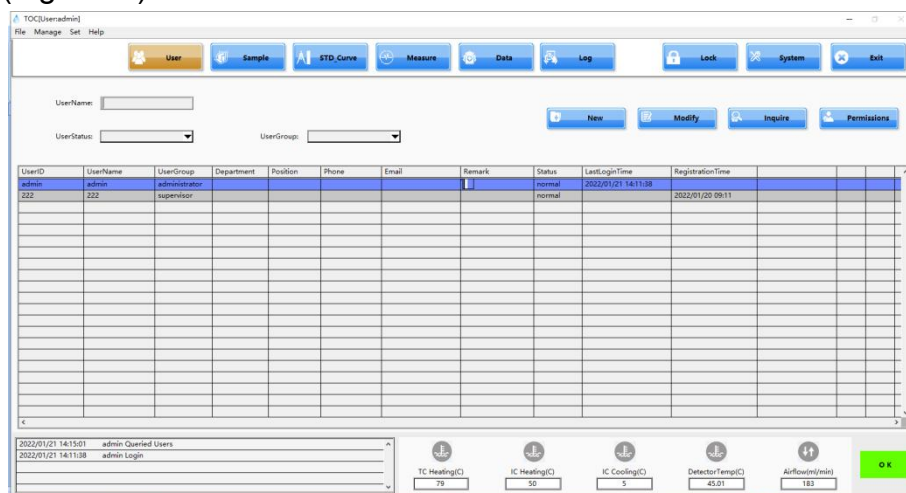 TOC[User:admin]
File Manage Set Help
User Sample STD_Curve Measure Data Log Lock System Exit
UserName:
New Modify Inquire Permissions
UserStatus: UserGroup:
UserID UserName UserGroup Department Position Phone Email Remark Status LastLoginTime RegistrationTime
admin admin administrator normal 2022/01/21 14:11:38
222 222 supervisor normal 2022/01/20 09:11
2022/01/21 14:15:01 admin Queried Users
2022/01/21 14:11:38 admin Login
TC Heating(C) IC Heating(C) IC Cooling(C) DetectorTemp(C) Airflow(ml/min)
79 50 5 45.01 183
O K